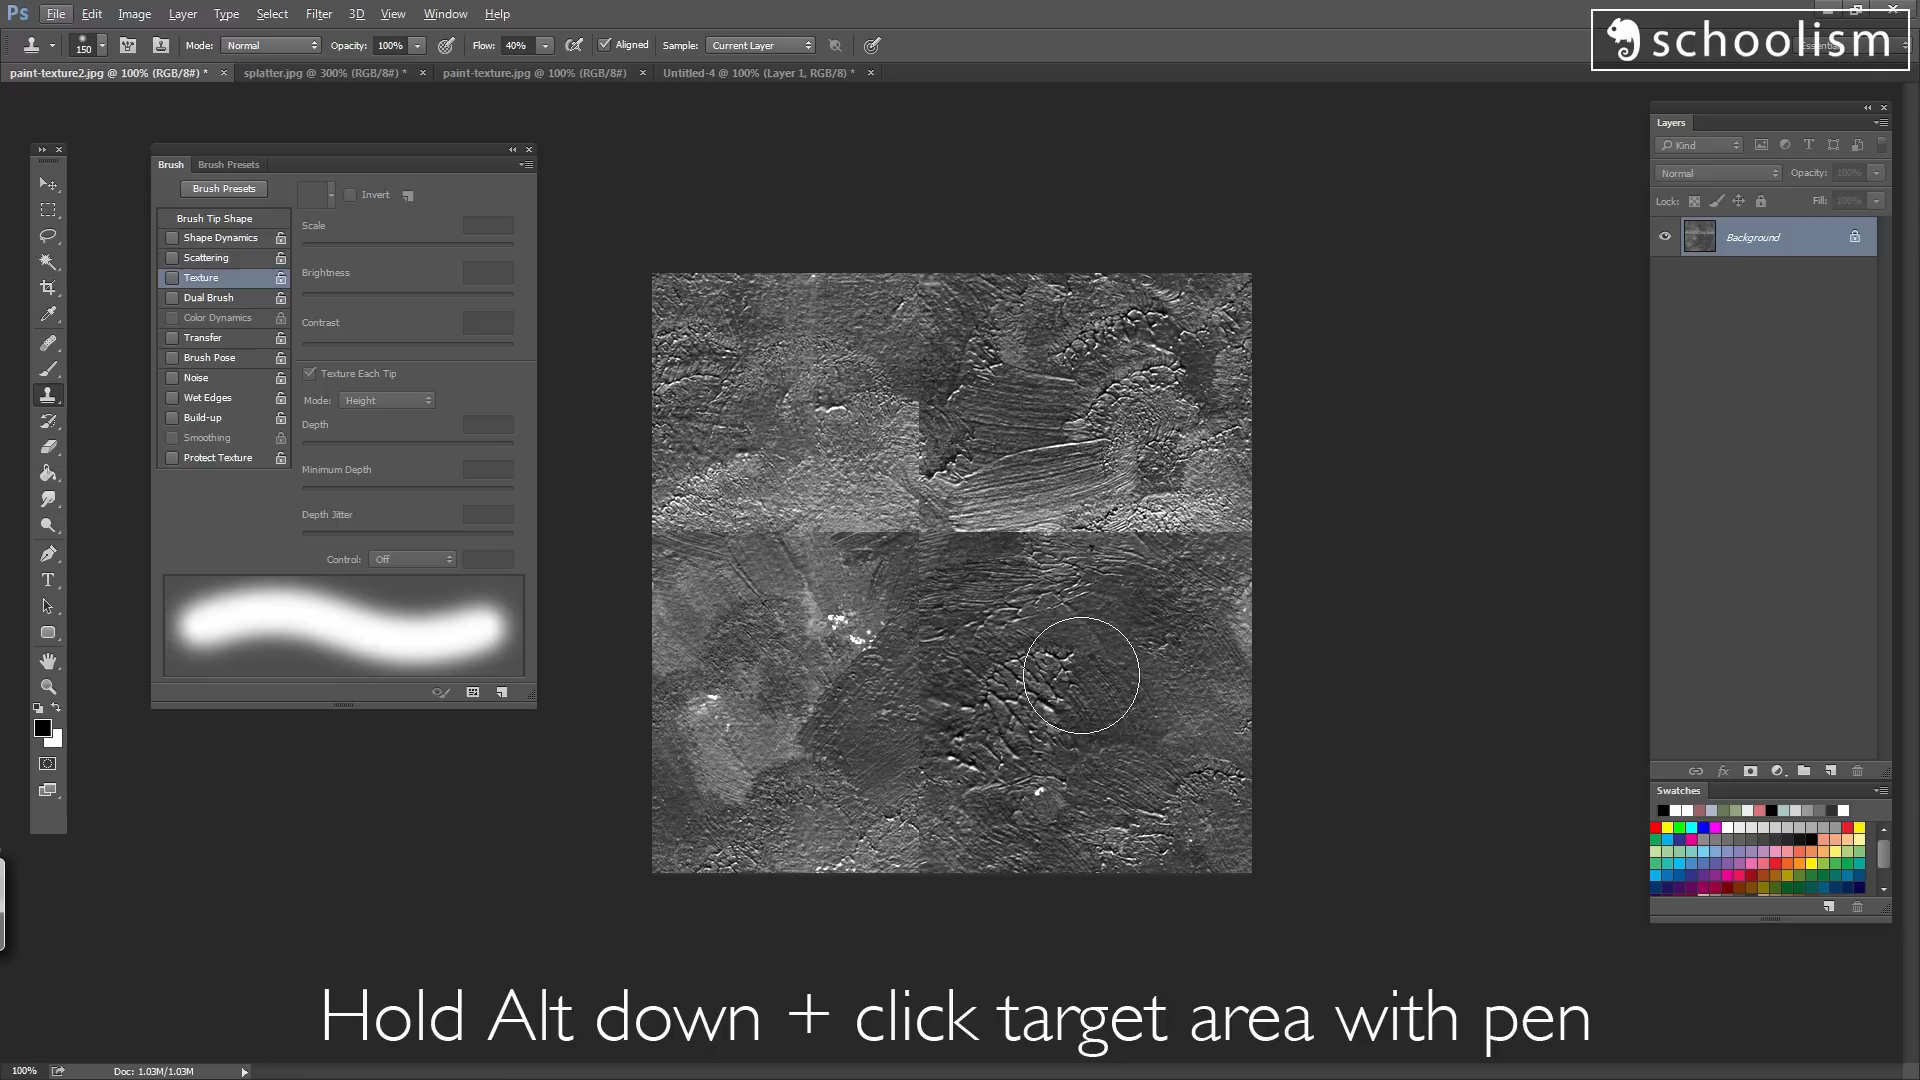 Ps File Edit Image Layer Type Select Filter 3D View Window Help
150 Mode: Normal Opacity: 100% Flow: 40% Aligned Sample: Current Layer
schoolism
paint-texture2.jpg @ 100% (RGB/8#) * splatter.jpg @ 300% (RGB/8#) * paint-texture.jpg @ 100% (RGB/8#) Untitled-4 @ 100% (Layer 1, RGB/8) *
Brush Brush Presets
Brush Presets
Invert
Brush Tip Shape
Shape Dynamics
Scattering
Texture
Dual Brush
Color Dynamics
Transfer
Brush Pose
Noise
Wet Edges
Build-up
Smoothing
Protect Texture
Scale
Brightness
Contrast
Texture Each Tip
Mode: Height
Depth
Minimum Depth
Depth Jitter
Control: Off
Layers
Kind
Normal Opacity: 100%
Lock: Fill: 100%
Background
Swatches
Hold Alt down + click target area with pen
100% Doc: 1.03M/1.03M